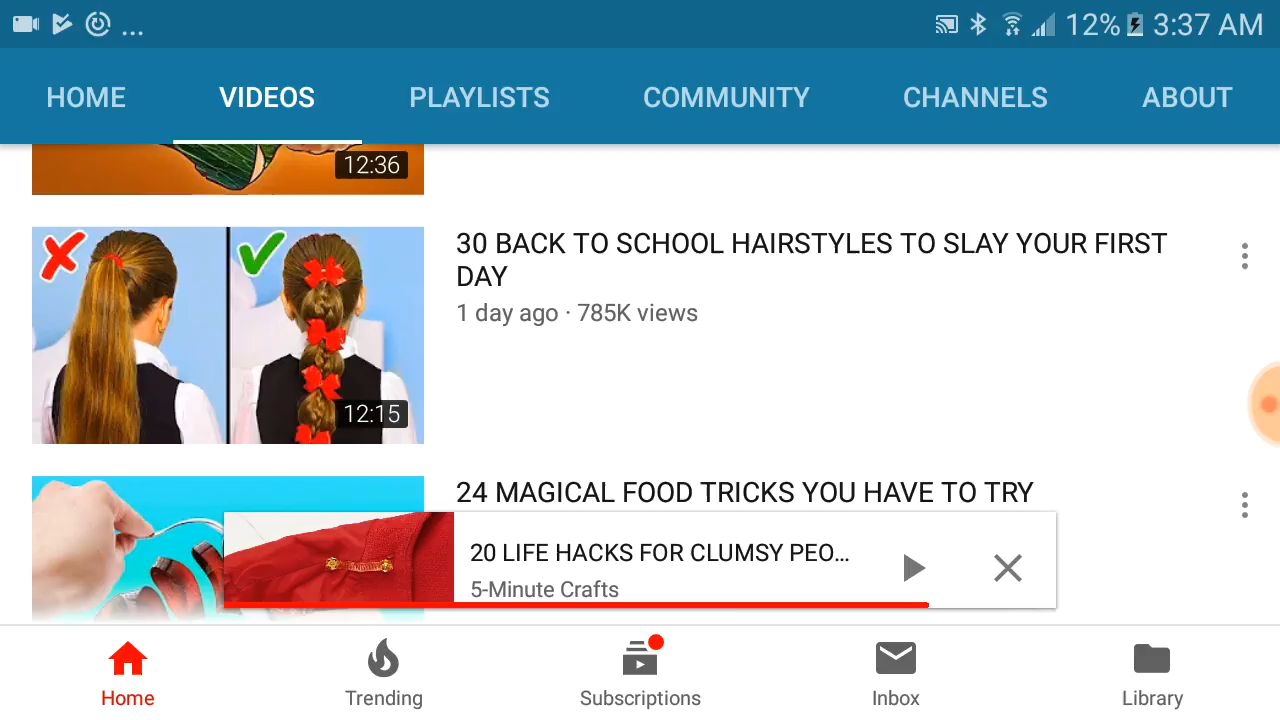 ... 12% 3:37 AM
HOME VIDEOS PLAYLISTS COMMUNITY CHANNELS ABOUT
12:36
30 BACK TO SCHOOL HAIRSTYLES TO SLAY YOUR FIRST
DAY
1 day ago · 785K views
12:15
24 MAGICAL FOOD TRICKS YOU HAVE TO TRY
20 LIFE HACKS FOR CLUMSY PEO...
5-Minute Crafts
Home Trending Subscriptions Inbox Library